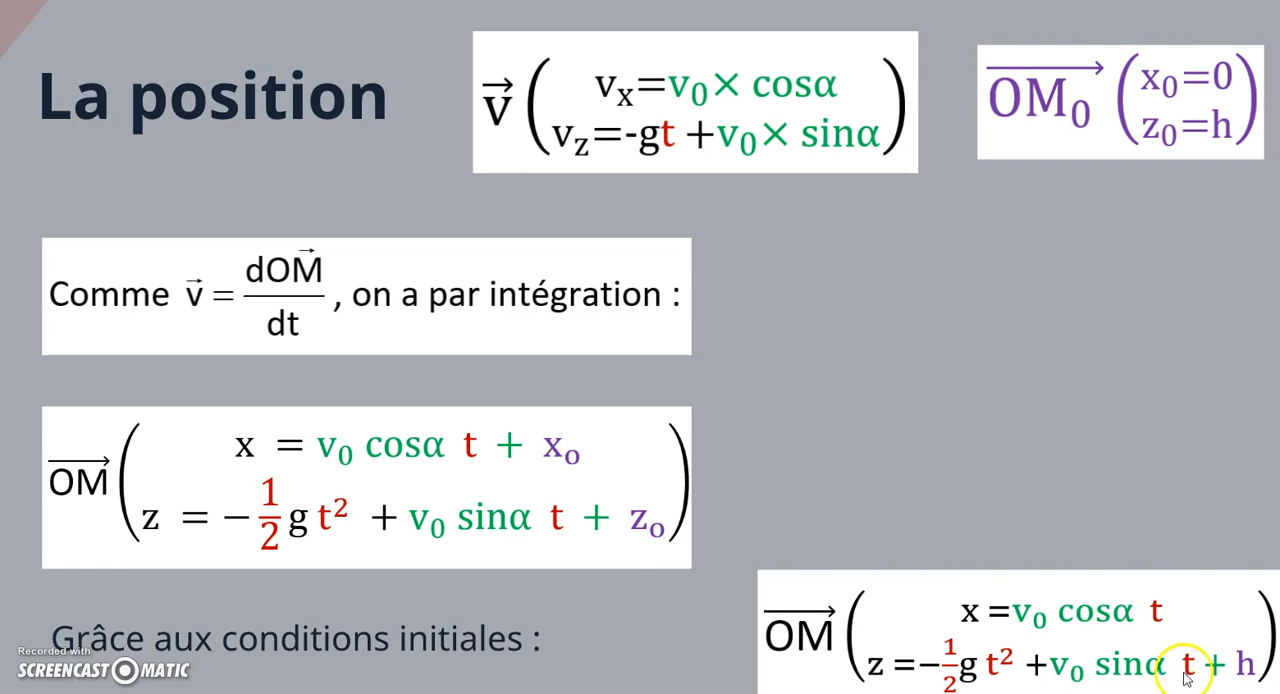 La position
v⃗ ( vₓ=v₀× cosα
v_z=-gt +v₀× sinα )
OM₀⃗ ( x₀=0
z₀=h )
Comme v⃗ = dOM⃗/dt , on a par intégration :
OM⃗ ( x = v₀ cosα t + xₒ
z = −1/2 g t² + v₀ sinα t + zₒ )
Grâce aux conditions initiales :
OM⃗ ( x =v₀ cosα t
z =−1/2 g t² +v₀ sinα t + h )
Recorded with
SCREENCAST O MATIC